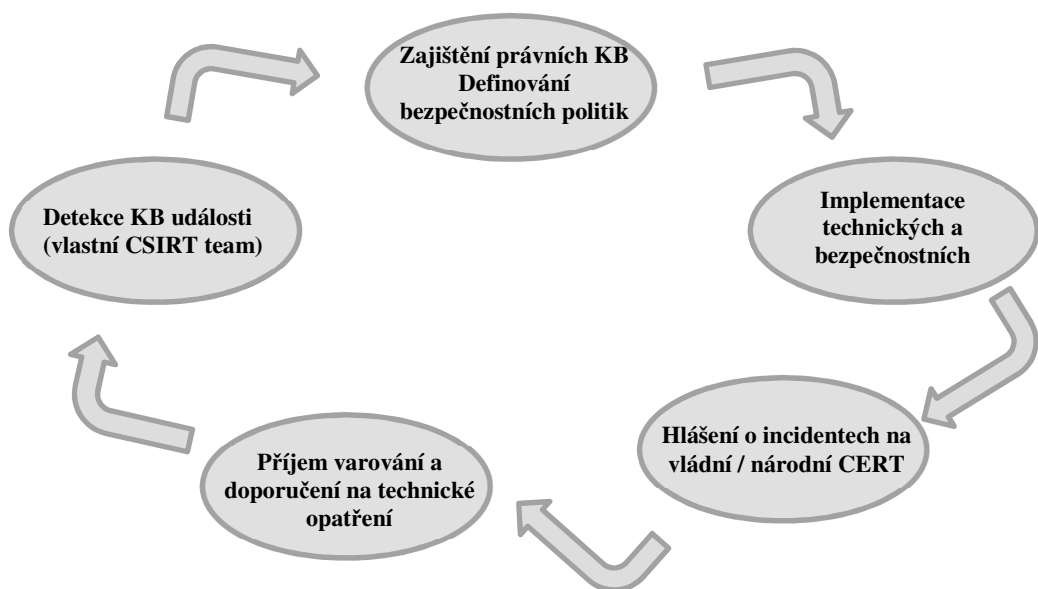 Zajištění právních KB
Definování
bezpečnostních politik
Implementace
technických a
bezpečnostních
Hlášení o incidentech na
vládní / národní CERT
Příjem varování a
doporučení na technické
opatření
Detekce KB události
(vlastní CSIRT team)